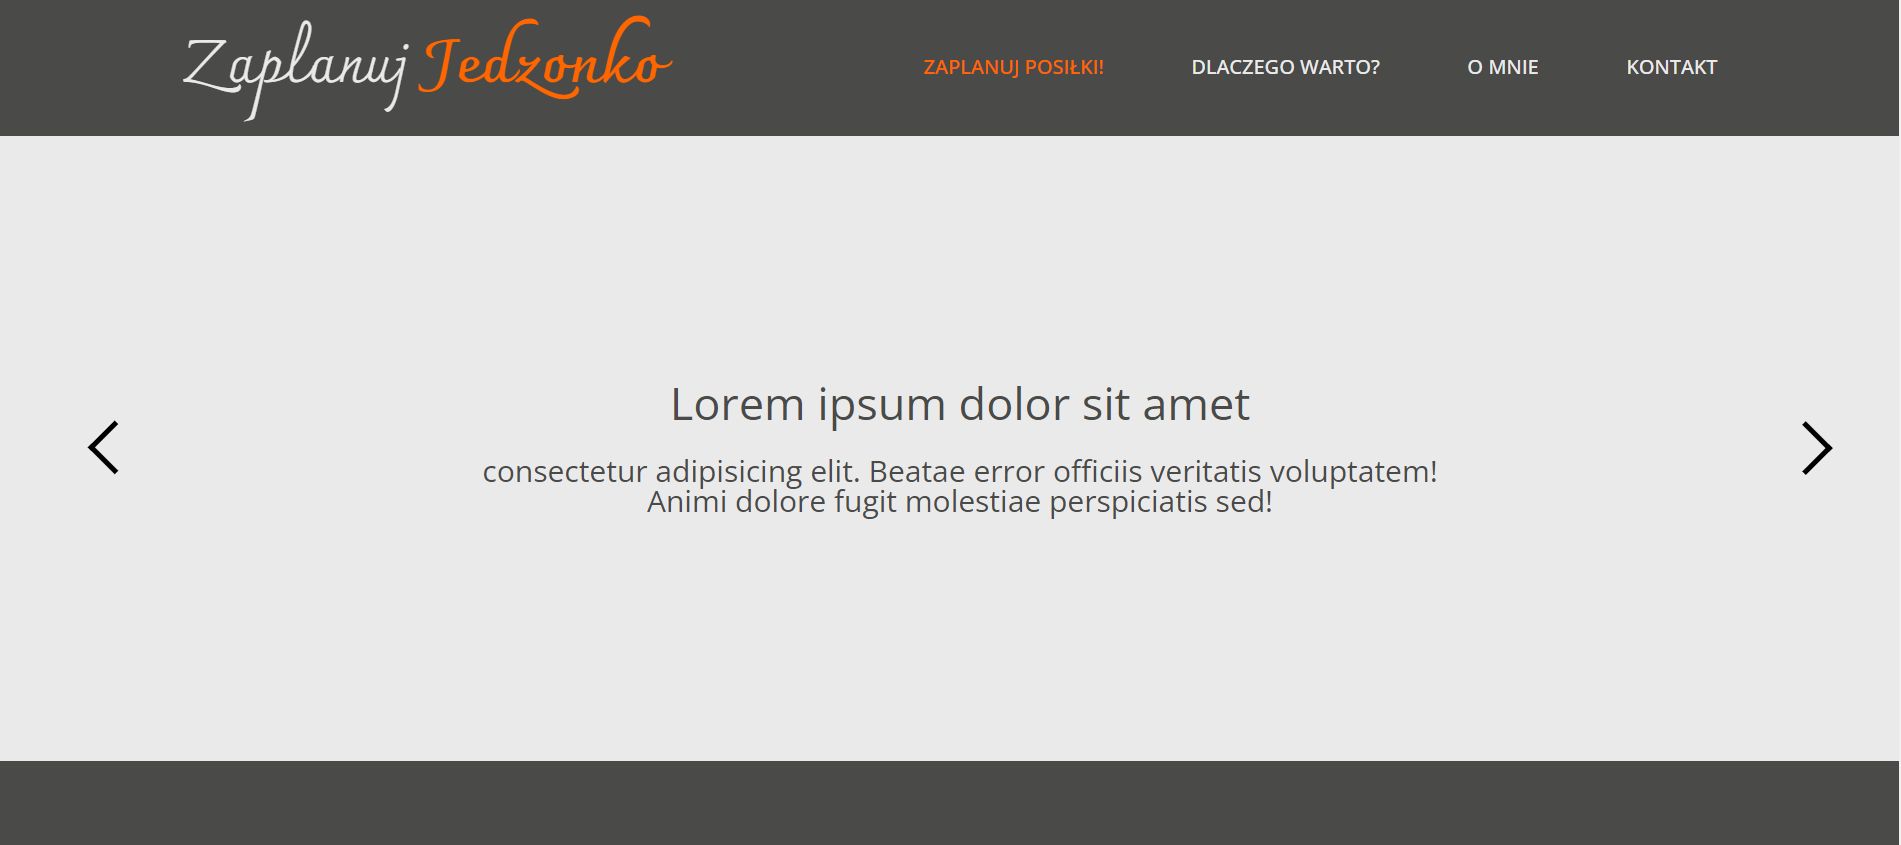 Zaplanuj Jedzonko
ZAPLANUJ POSIŁKI! DLACZEGO WARTO? O MNIE KONTAKT
Lorem ipsum dolor sit amet
consectetur adipisicing elit. Beatae error officiis veritatis voluptatem!
Animi dolore fugit molestiae perspiciatis sed!